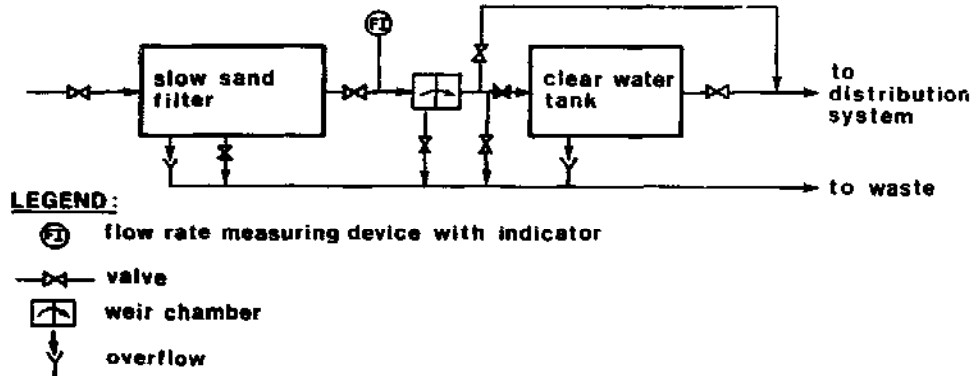 FI
slow sand
filter
clear water
tank
to
distribution
system
to waste
LEGEND:
FI flow rate measuring device with indicator
valve
weir chamber
overflow